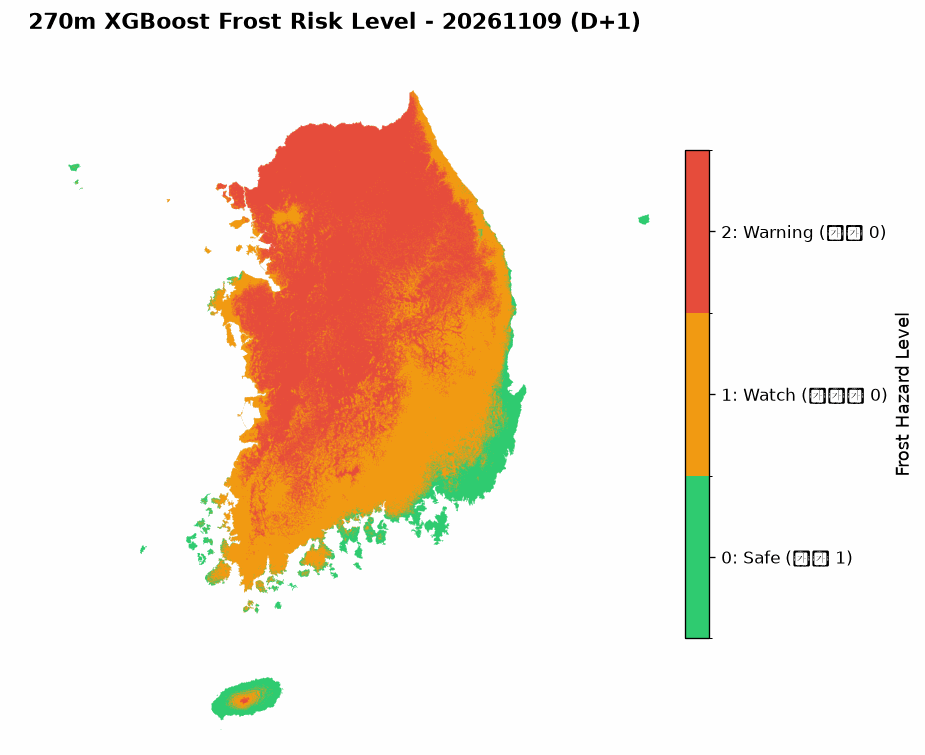 270m XGBoost Frost Risk Level - 20261109 (D+1)
2: Warning ( 0)
1: Watch ( 0)
0: Safe ( 1)
Frost Hazard Level